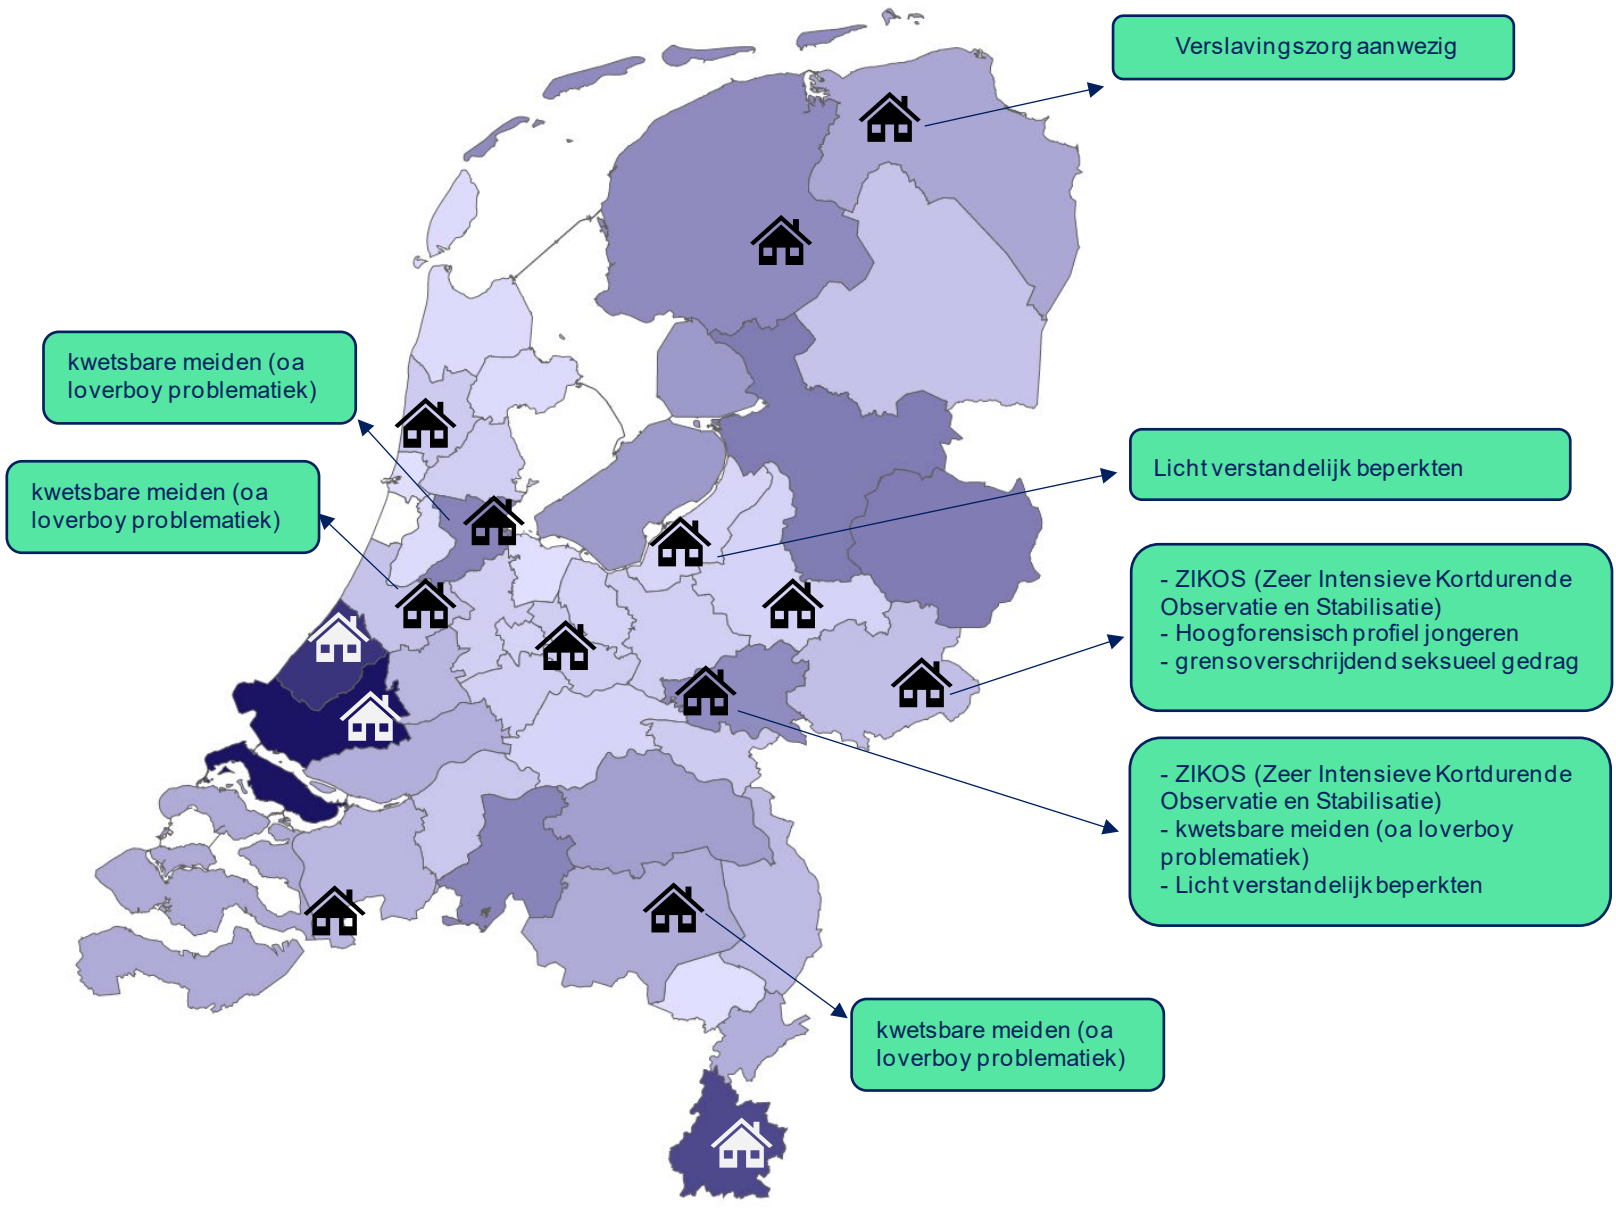 Verslavingszorg aanwezig
kwetsbare meiden (oa
loverboy problematiek)
kwetsbare meiden (oa
loverboy problematiek)
Licht verstandelijk beperkten
- ZIKOS (Zeer Intensieve Kortdurende
Observatie en Stabilisatie)
- Hoogforensisch profiel jongeren
- grensoverschrijdend seksueel gedrag
- ZIKOS (Zeer Intensieve Kortdurende
Observatie en Stabilisatie)
- kwetsbare meiden (oa loverboy
problematiek)
- Licht verstandelijk beperkten
kwetsbare meiden (oa
loverboy problematiek)